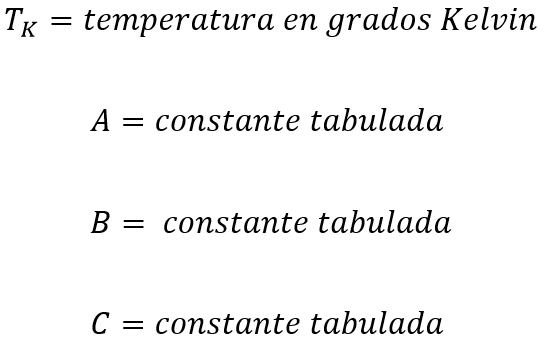 T_K = temperatura en grados Kelvin
A = constante tabulada
B = constante tabulada
C = constante tabulada